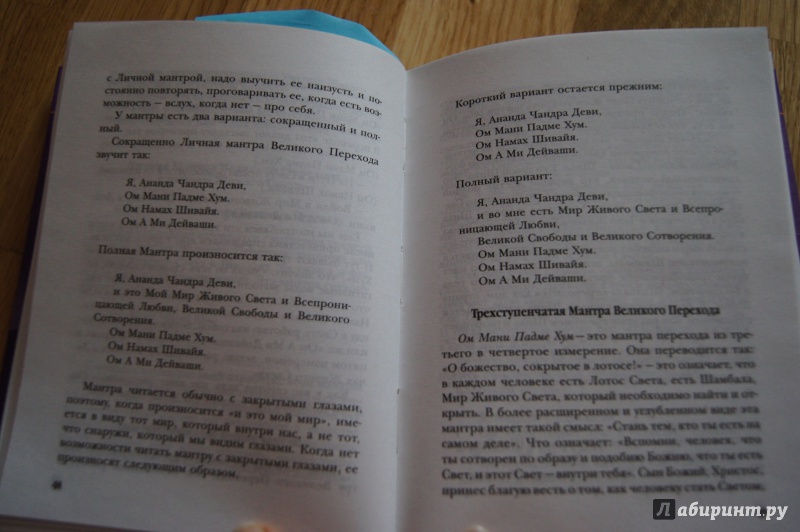 с Личной мантрой, надо выучить ее наизусть и по-
стоянно повторять, проговаривать ее, когда есть воз-
можность — вслух, когда нет — про себя.
У мантры есть два варианта: сокращенный и пол-
ный.
Сокращенно Личная мантра Великого Перехода
звучит так:
Я, Ананда Чандра Деви,
Ом Мани Падме Хум.
Ом Намах Шивайя.
Ом А Ми Дейваши.
Полная Мантра произносится так:
Я, Ананда Чандра Деви,
и это Мой Мир Живого Света и Всепрони-
цающей Любви, Великой Свободы и Великого
Сотворения.
Ом Мани Падме Хум.
Ом Намах Шивайя.
Ом А Ми Дейваши.
Мантра читается обычно с закрытыми глазами,
поэтому, когда произносится «и это мой мир», име-
ется в виду тот мир, который внутри нас, а не тот,
что снаружи, который мы видим глазами. Когда нет
возможности читать мантру с закрытыми глазами, ее
произносят следующим образом.
Короткий вариант остается прежним:
Я, Ананда Чандра Деви,
Ом Мани Падме Хум.
Ом Намах Шивайя.
Ом А Ми Дейваши.
Полный вариант:
Я, Ананда Чандра Деви,
и во мне есть Мир Живого Света и Всепро-
ницающей Любви,
Великой Свободы и Великого Сотворения.
Ом Мани Падме Хум.
Ом Намах Шивайя.
Ом А Ми Дейваши.
Трехступенчатая Мантра Великого Перехода
Ом Мани Падме Хум — это мантра перехода из тре-
тьего в четвертое измерение. Она переводится так:
«О божество, сокрытое в лотосе!» — это означает, что
в каждом человеке есть Лотос Света, есть Шамбала,
Мир Живого Света, который необходимо найти и от-
крыть. В более расширенном и углубленном виде эта
мантра имеет такой смысл: «Стань тем, кто ты есть на
самом деле». Что означает: «Вспомни, человек, что
ты сотворен по образу и подобию Божию, что ты есть
Свет, и этот Свет — внутри тебя». Сын Божий, Христос,
принес благую весть о том, как человеку стать Светом,
Лабиринт.ру